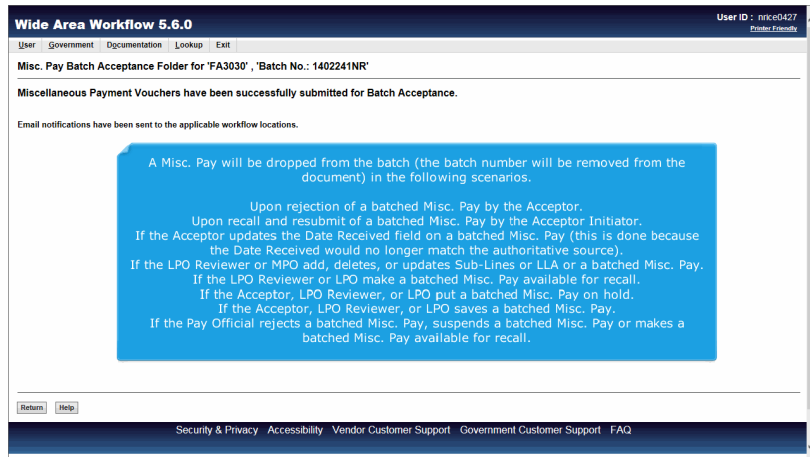 Wide Area Workflow 5.6.0
User ID : nrice0427
Printer Friendly
User Government Documentation Lookup Exit
Misc. Pay Batch Acceptance Folder for 'FA3030' , 'Batch No.: 1402241NR'
Miscellaneous Payment Vouchers have been successfully submitted for Batch Acceptance.
Email notifications have been sent to the applicable workflow locations.
A Misc. Pay will be dropped from the batch (the batch number will be removed from the
document) in the following scenarios.
Upon rejection of a batched Misc. Pay by the Acceptor.
Upon recall and resubmit of a batched Misc. Pay by the Acceptor Initiator.
If the Acceptor updates the Date Received field on a batched Misc. Pay (this is done because
the Date Received would no longer match the authoritative source).
If the LPO Reviewer or MPO add, deletes, or updates Sub-Lines or LLA or a batched Misc. Pay.
If the LPO Reviewer or LPO make a batched Misc. Pay available for recall.
If the Acceptor, LPO Reviewer, or LPO put a batched Misc. Pay on hold.
If the Acceptor, LPO Reviewer, or LPO saves a batched Misc. Pay.
If the Pay Official rejects a batched Misc. Pay, suspends a batched Misc. Pay or makes a
batched Misc. Pay available for recall.
Return Help
Security & Privacy Accessibility Vendor Customer Support Government Customer Support FAQ